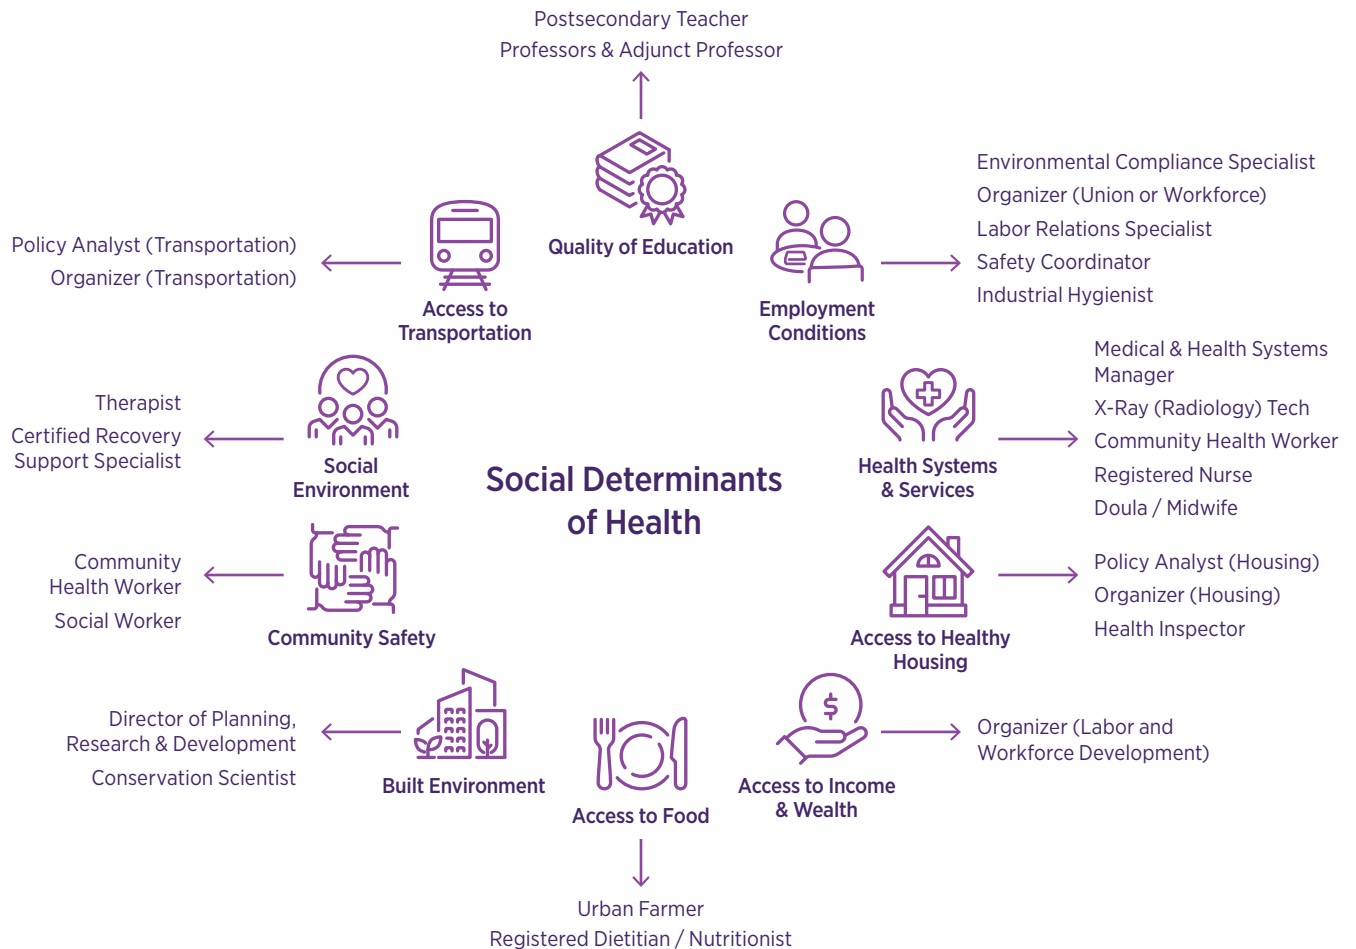 Postsecondary Teacher
Professors & Adjunct Professor
Quality of Education
Environmental Compliance Specialist
Organizer (Union or Workforce)
Labor Relations Specialist
Safety Coordinator
Industrial Hygienist
Employment
Conditions
Medical & Health Systems
Manager
X-Ray (Radiology) Tech
Community Health Worker
Registered Nurse
Doula / Midwife
Health Systems
& Services
Policy Analyst (Housing)
Organizer (Housing)
Health Inspector
Access to Healthy
Housing
$
Organizer (Labor and
Workforce Development)
Access to Income
& Wealth
Access to Food
Urban Farmer
Registered Dietitian / Nutritionist
Director of Planning,
Research & Development
Conservation Scientist
Built Environment
Community
Health Worker
Social Worker
Community Safety
Therapist
Certified Recovery
Support Specialist
Social
Environment
Policy Analyst (Transportation)
Organizer (Transportation)
Access to
Transportation
Social Determinants
of Health